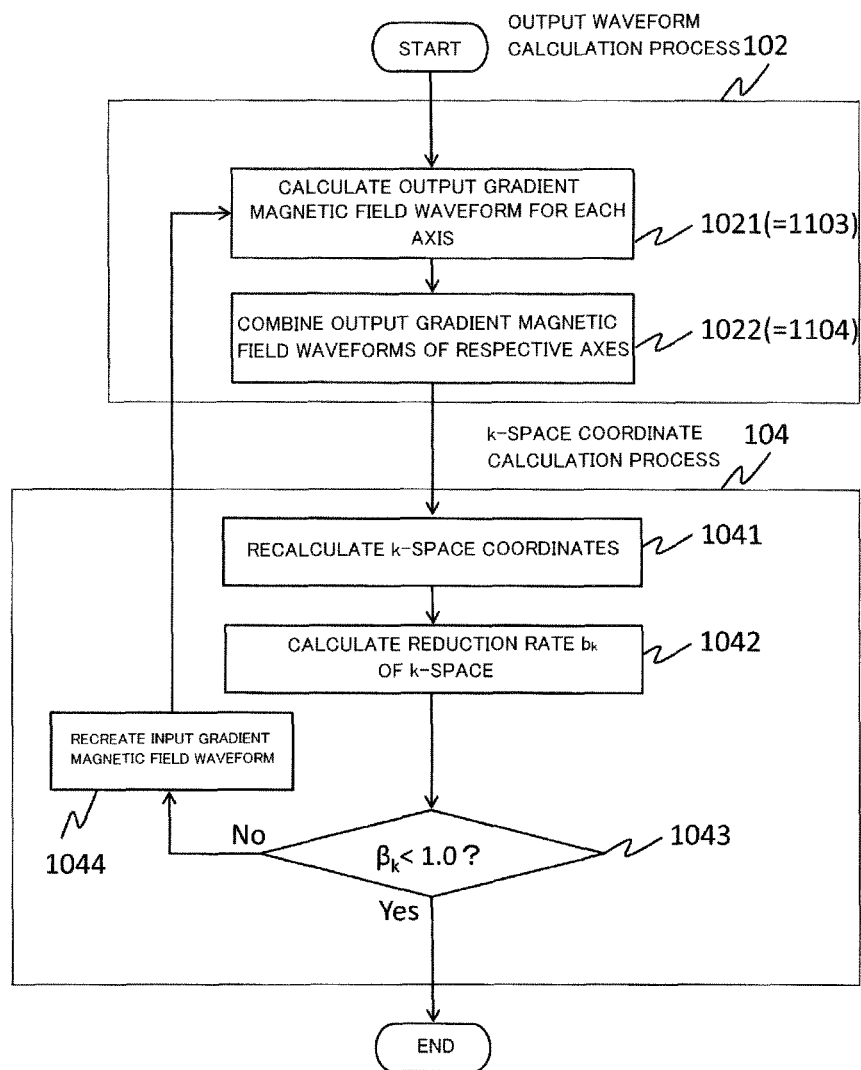 START
OUTPUT WAVEFORM
CALCULATION PROCESS 102
CALCULATE OUTPUT GRADIENT
MAGNETIC FIELD WAVEFORM FOR EACH
AXIS
1021(=1103)
COMBINE OUTPUT GRADIENT MAGNETIC
FIELD WAVEFORMS OF RESPECTIVE AXES
1022(=1104)
k-SPACE COORDINATE
CALCULATION PROCESS
104
RECALCULATE k-SPACE COORDINATES
1041
CALCULATE REDUCTION RATE bk
OF k-SPACE
1042
RECREATE INPUT GRADIENT
MAGNETIC FIELD WAVEFORM
1044
No
βk< 1.0?
1043
Yes
END